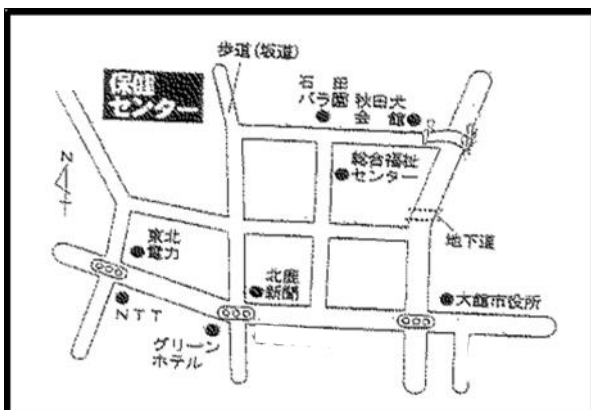 歩道(坂道)
保健
センター
石田
バラ園
秋田犬
会館
総合福祉
センター
N
地下道
東北
電力
北鹿
新聞
大館市役所
NTT
グリーン
ホテル